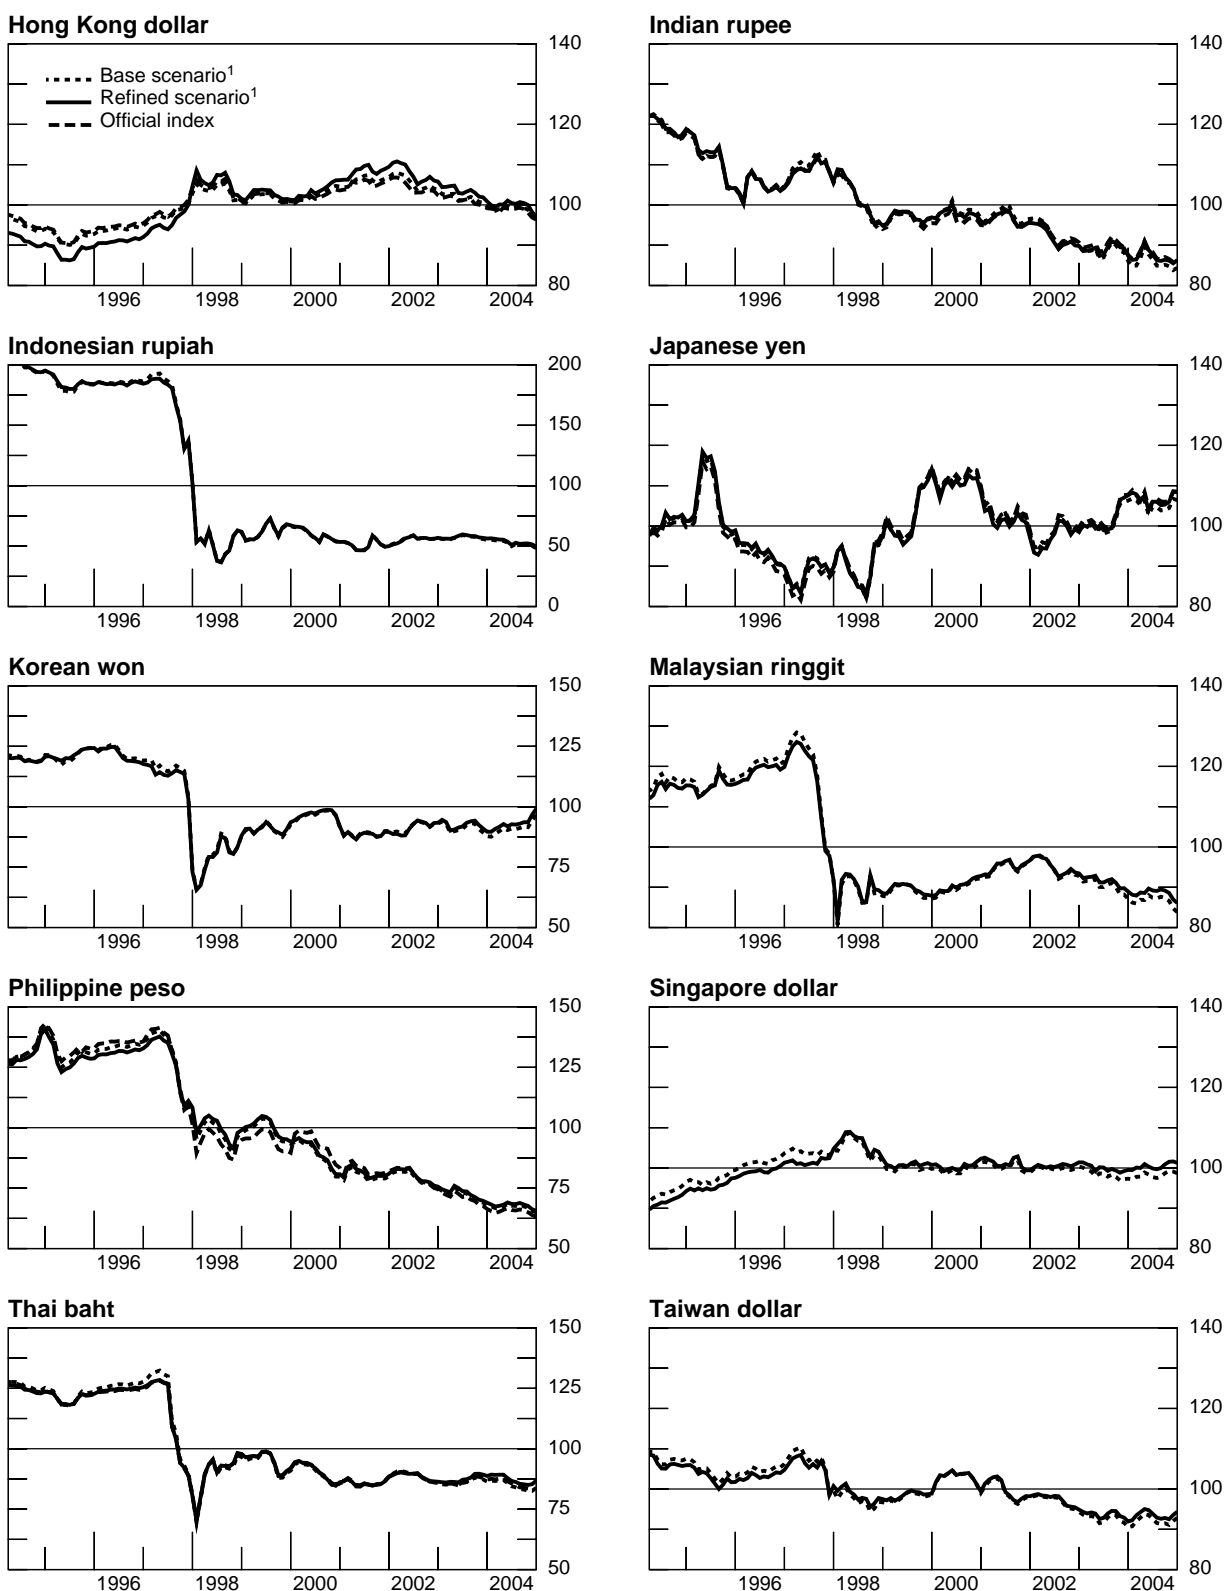 Hong Kong dollar
140
Base scenario1
Refined scenario1
Official index
120
100
80
1996 1998 2000 2002 2004
Indian rupee
140
120
100
80
1996 1998 2000 2002 2004
Indonesian rupiah
200
150
100
50
0
1996 1998 2000 2002 2004
Japanese yen
140
120
100
80
1996 1998 2000 2002 2004
Korean won
150
125
100
75
50
1996 1998 2000 2002 2004
Malaysian ringgit
140
120
100
80
1996 1998 2000 2002 2004
Philippine peso
150
125
100
75
50
1996 1998 2000 2002 2004
Singapore dollar
140
120
100
80
1996 1998 2000 2002 2004
Thai baht
150
125
100
75
50
1996 1998 2000 2002 2004
Taiwan dollar
140
120
100
80
1996 1998 2000 2002 2004